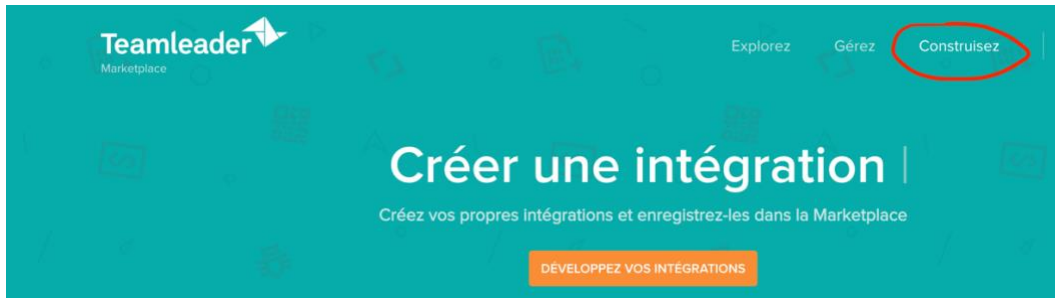 Teamleader
Marketplace
Explorez Gérez Construisez
Créer une intégration
Créez vos propres intégrations et enregistrez-les dans la Marketplace
DÉVELOPPEZ VOS INTÉGRATIONS